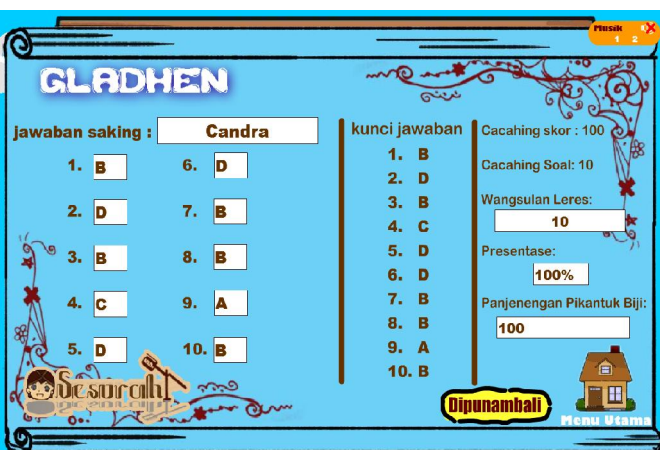 Musik
1 2
GLADHEN
jawaban saking : Candra
1. B
2. D
3. B
4. C
5. D
6. D
7. B
8. B
9. A
10. B
kunci jawaban
1. B
2. D
3. B
4. C
5. D
6. D
7. B
8. B
9. A
10. B
Cacahing skor : 100
Cacahing Soal: 10
Wangsulan Leres:
10
Presentase:
100%
Panjenengan Pikantuk Biji:
100
Sesorah
Dipunambali
Menu Utama